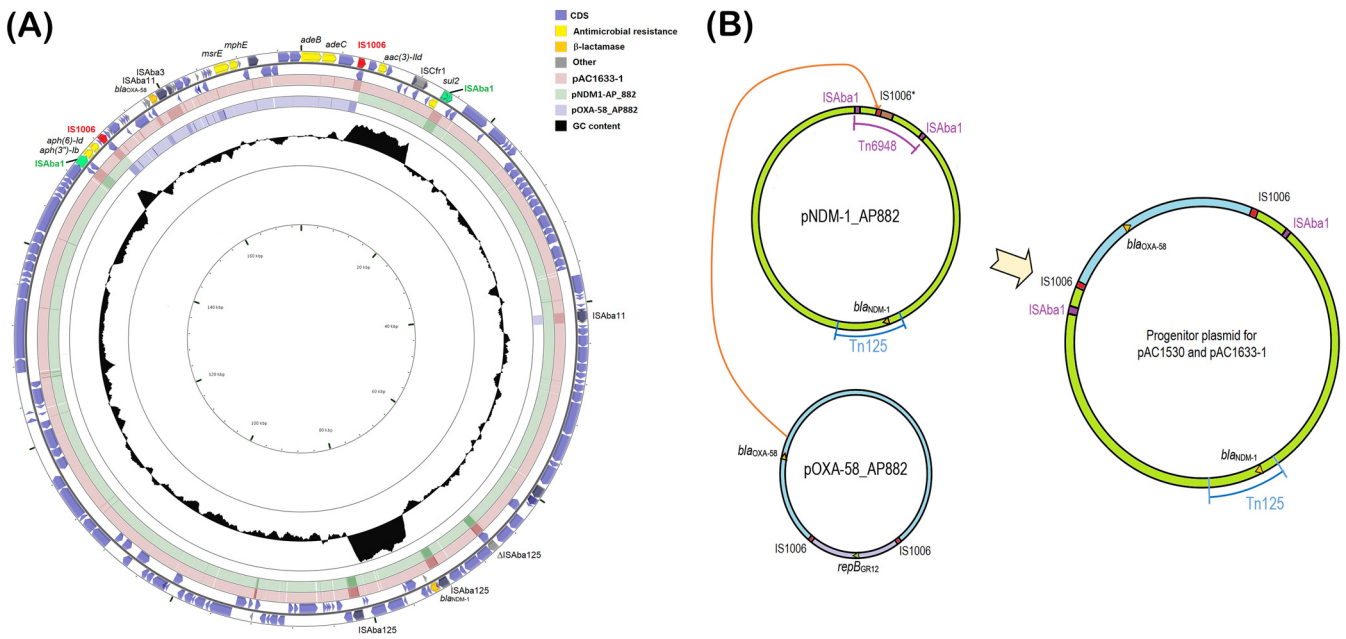 (A)
CDS
Antimicrobial resistance
β-lactamase
Other
pAC1633-1
pNDM1-AP_882
pOXA-58_AP882
GC content
adeB
adeC
IS1006
aac(3)-IId
ISCfr1
sul2
ISAba1
mphE
msrE
ISAba3
ISAba11
blaOXA-58
IS1006
aph(6)-Id
aph(3'')-Ib
ISAba1
ISAba11
ΔISAba125
ISAba125
blaNDM-1
ISAba125
160 kbp
20 kbp
40 kbp
60 kbp
80 kbp
100 kbp
120 kbp
140 kbp
(B)
ISAba1
IS1006*
ISAba1
Tn6948
pNDM-1_AP882
blaNDM-1
Tn125
blaOXA-58
pOXA-58_AP882
IS1006
IS1006
repBGR12
IS1006
ISAba1
blaOXA-58
IS1006
ISAba1
Progenitor plasmid for
pAC1530 and pAC1633-1
blaNDM-1
Tn125